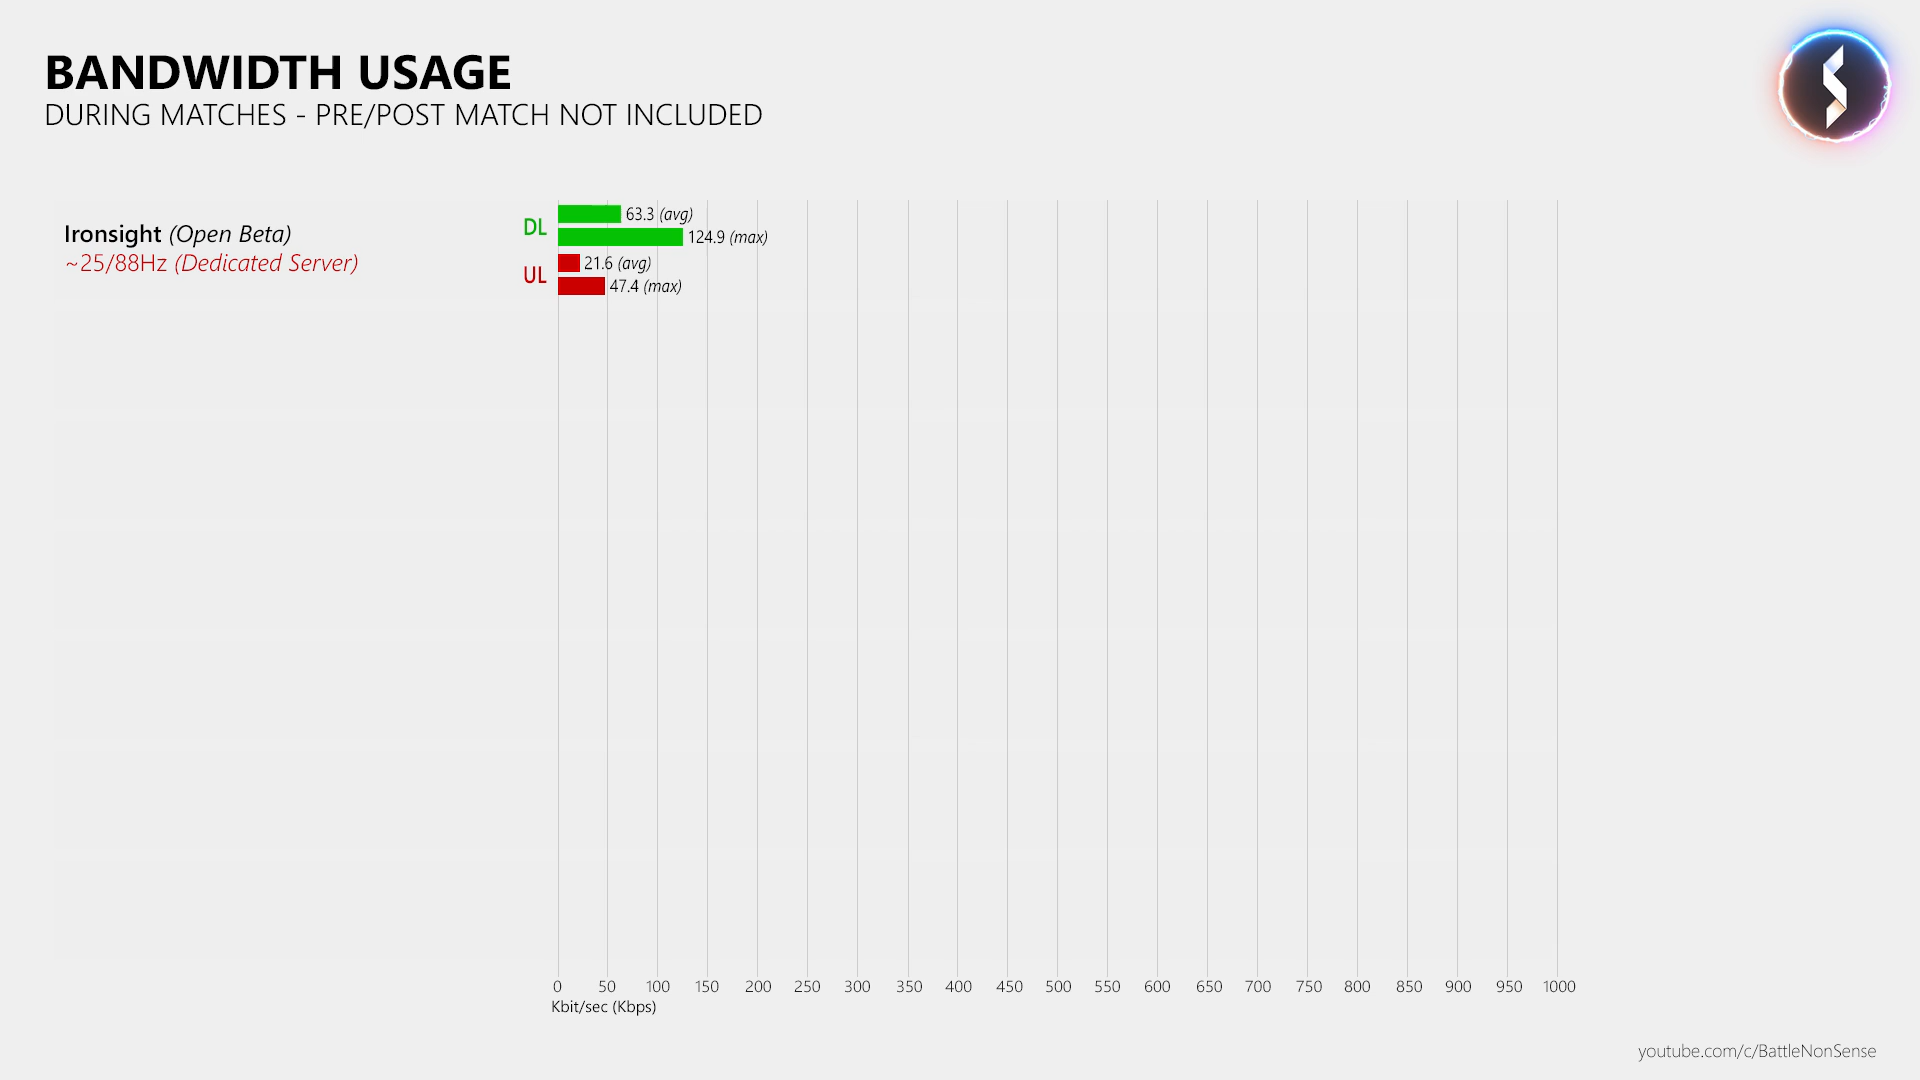 BANDWIDTH USAGE
DURING MATCHES - PRE/POST MATCH NOT INCLUDED
Ironsight (Open Beta)
~25/88Hz (Dedicated Server)
DL
63.3 (avg)
124.9 (max)
UL
21.6 (avg)
47.4 (max)
0 50 100 150 200 250 300 350 400 450 500 550 600 650 700 750 800 850 900 950 1000
Kbit/sec (Kbps)
youtube.com/c/BattleNonSense